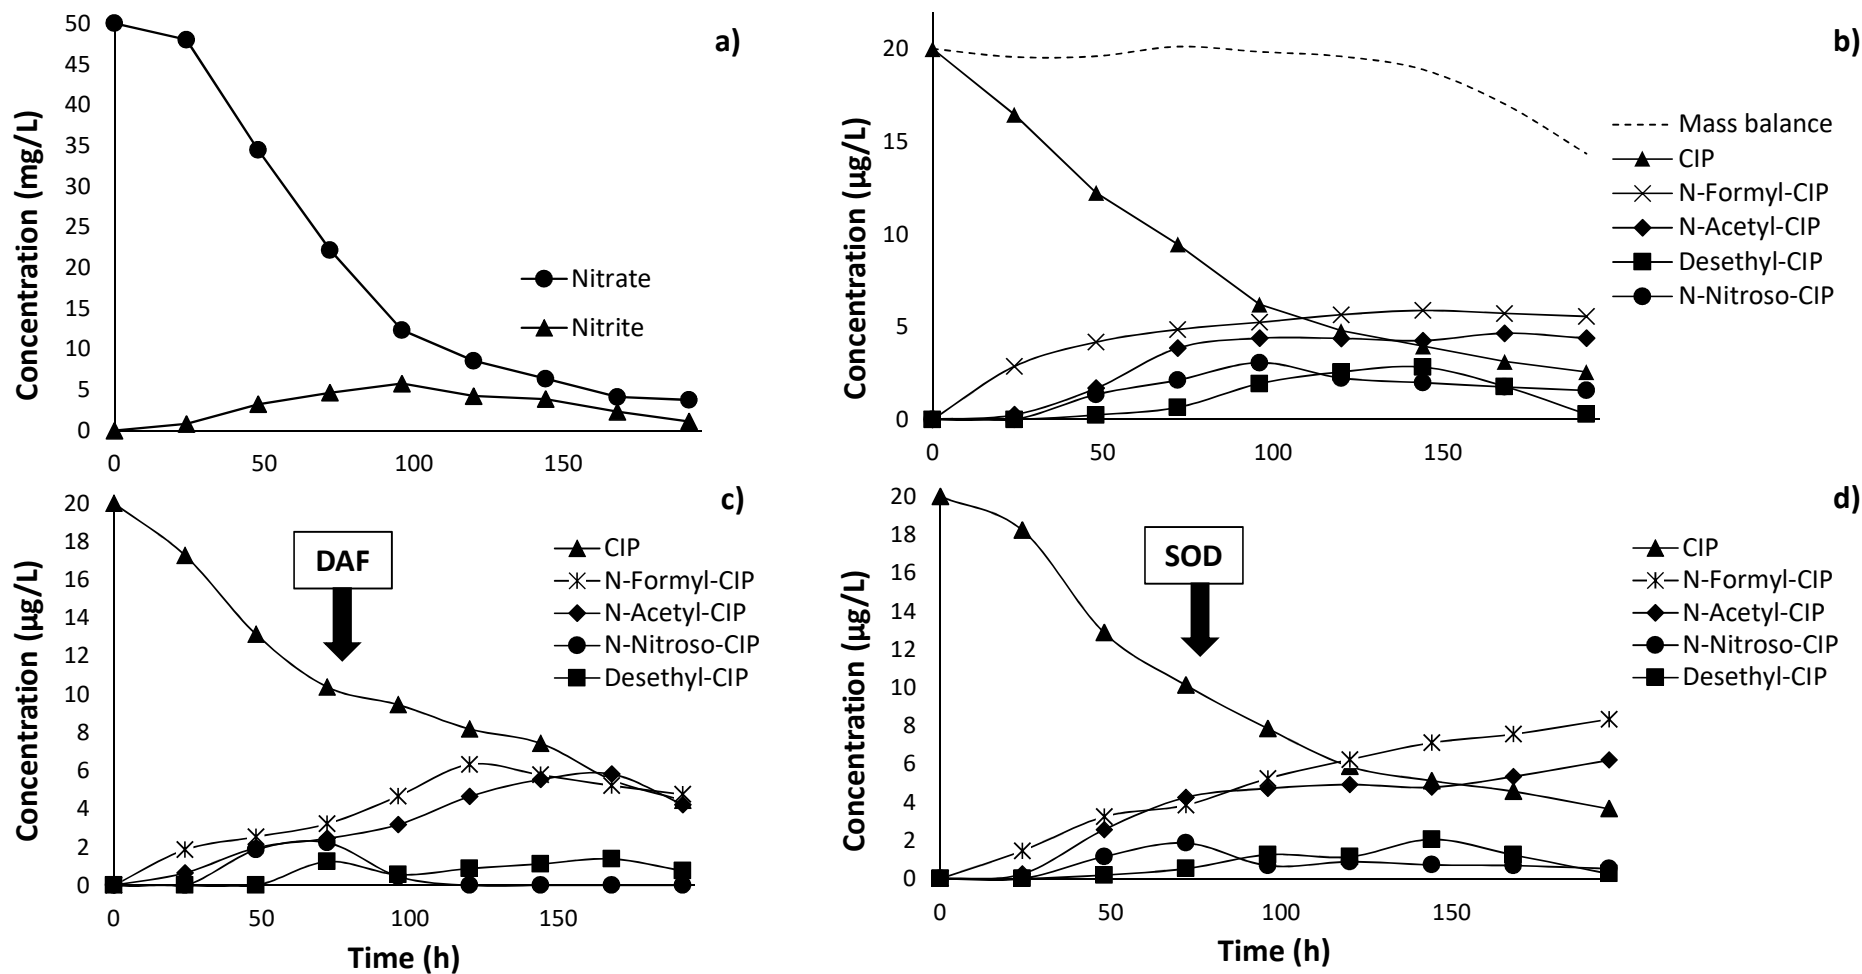 a)
Concentration (mg/L)
50
45
40
35
30
25
20
15
10
5
0
0 50 100 150
Nitrate
Nitrite
b)
Concentration (µg/L)
20
15
10
5
0
0 50 100 150
Mass balance
CIP
N-Formyl-CIP
N-Acetyl-CIP
Desethyl-CIP
N-Nitroso-CIP
c)
Concentration (µg/L)
20
18
16
14
12
10
8
6
4
2
0
0 50 100 150
Time (h)
DAF
CIP
N-Formyl-CIP
N-Acetyl-CIP
N-Nitroso-CIP
Desethyl-CIP
d)
Concentration (µg/L)
20
18
16
14
12
10
8
6
4
2
0
0 50 100 150
Time (h)
SOD
CIP
N-Formyl-CIP
N-Acetyl-CIP
N-Nitroso-CIP
Desethyl-CIP